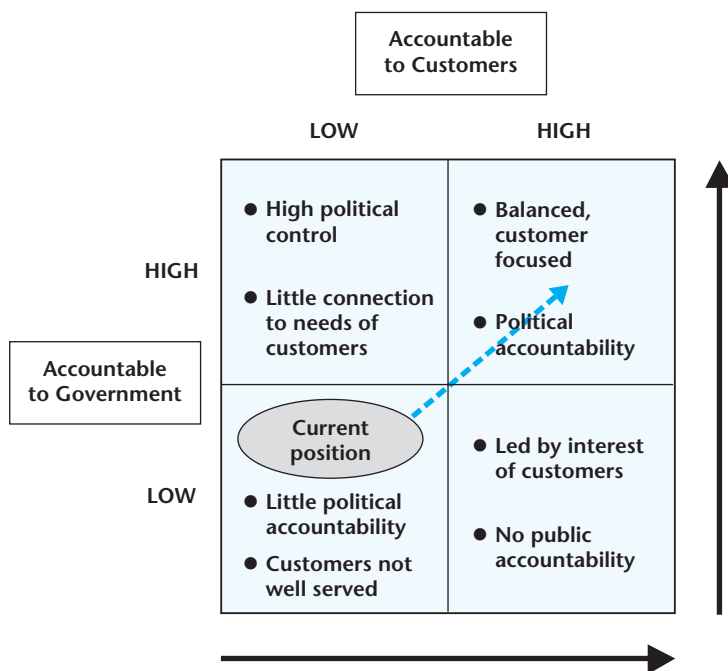 Accountable
to Customers
LOW
HIGH
● High political
control
● Little connection
to needs of
customers
● Balanced,
customer
focused
● Political
accountability
HIGH
Accountable
to Government
LOW
Current
position
● Little political
accountability
● Customers not
well served
● Led by interest
of customers
● No public
accountability